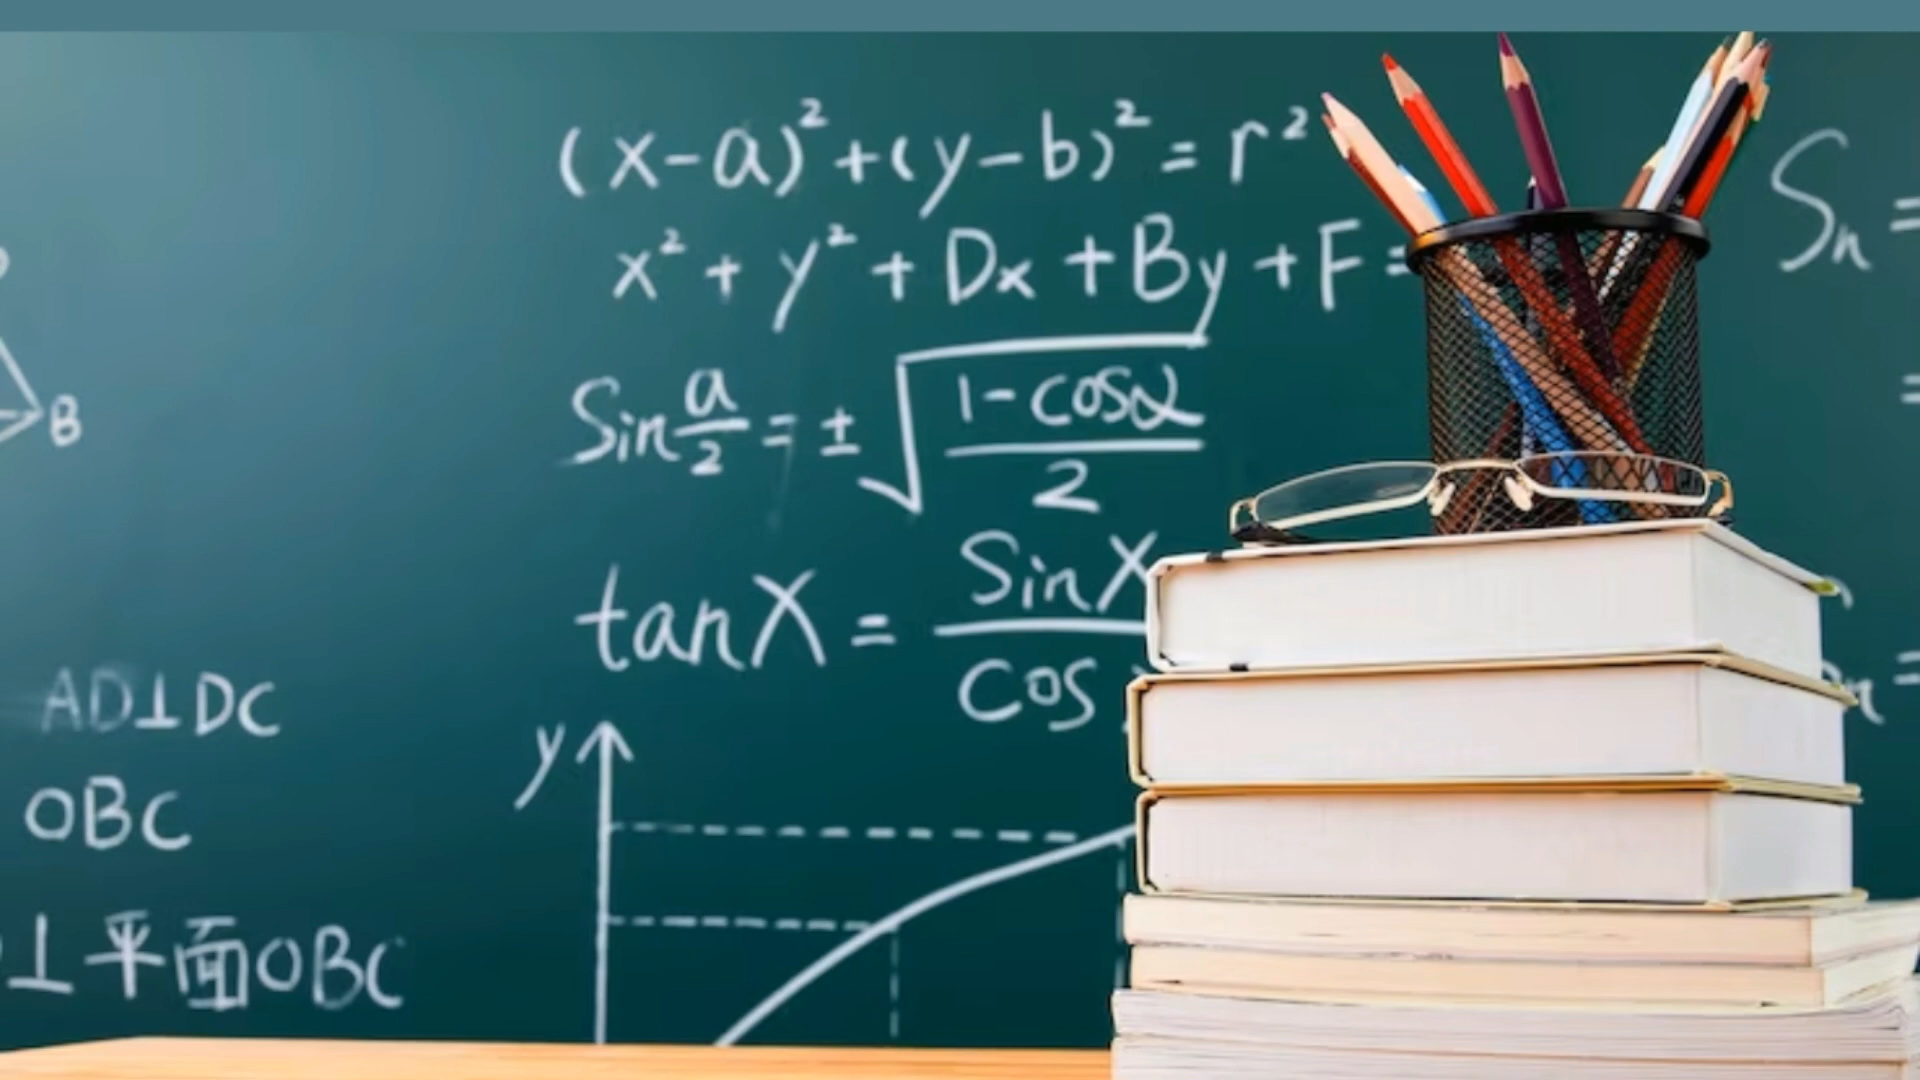 B
AD⊥DC
OBC
⊥平面OBC
(x-a)²+(y-b)²=r²
x²+y²+Dx+By+F=
Sin a/2 = ± √((1-cosα)/2)
tanX = SinX/Cos
y
Sn =
=
n =